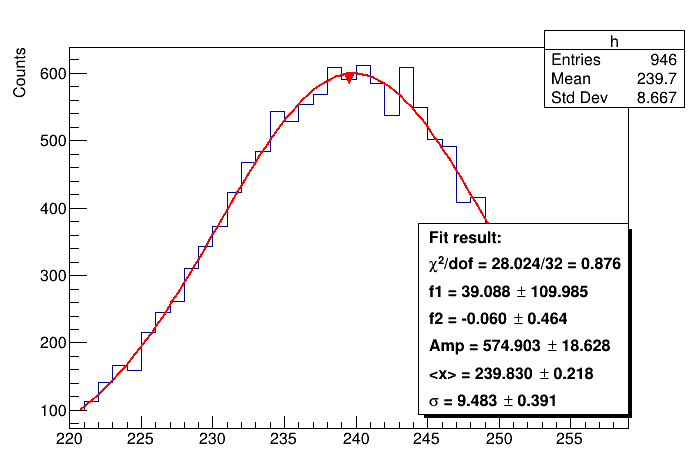 h
Entries 946
Mean 239.7
Std Dev 8.667
Counts
600
500
400
300
200
100
Fit result:
χ²/dof = 28.024/32 = 0.876
f1 = 39.088 ± 109.985
f2 = -0.060 ± 0.464
Amp = 574.903 ± 18.628
<x> = 239.830 ± 0.218
σ = 9.483 ± 0.391
220 225 230 235 240 245 250 255